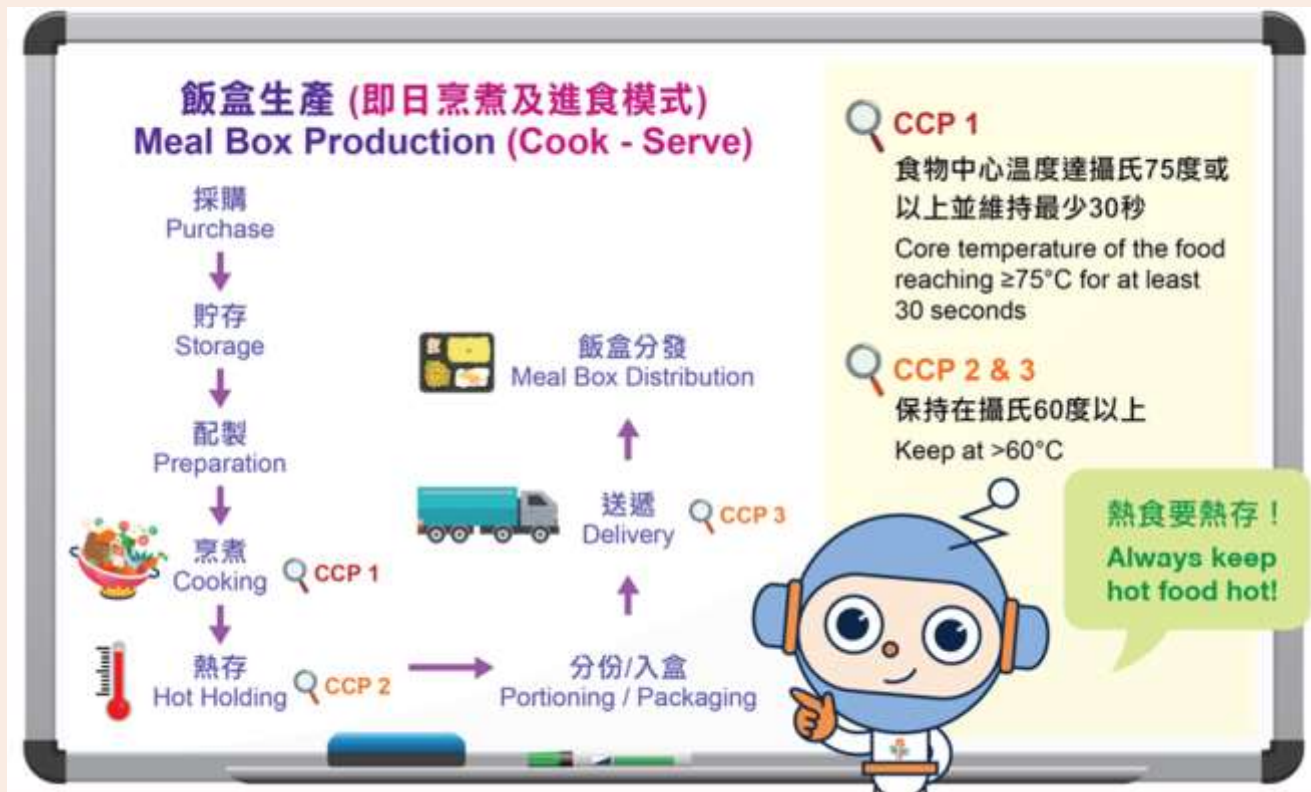 飯盒生產 (即日烹煮及進食模式)
Meal Box Production (Cook - Serve)
採購
Purchase
貯存
Storage
配製
Preparation
烹煮
Cooking
CCP 1
熱存
Hot Holding
CCP 2
分份/入盒
Portioning / Packaging
送遞
Delivery
CCP 3
飯盒分發
Meal Box Distribution
CCP 1
食物中心溫度達攝氏75度或
以上並維持最少30秒
Core temperature of the food
reaching ≥75°C for at least
30 seconds
CCP 2 & 3
保持在攝氏60度以上
Keep at >60°C
熱食要熱存！
Always keep
hot food hot!